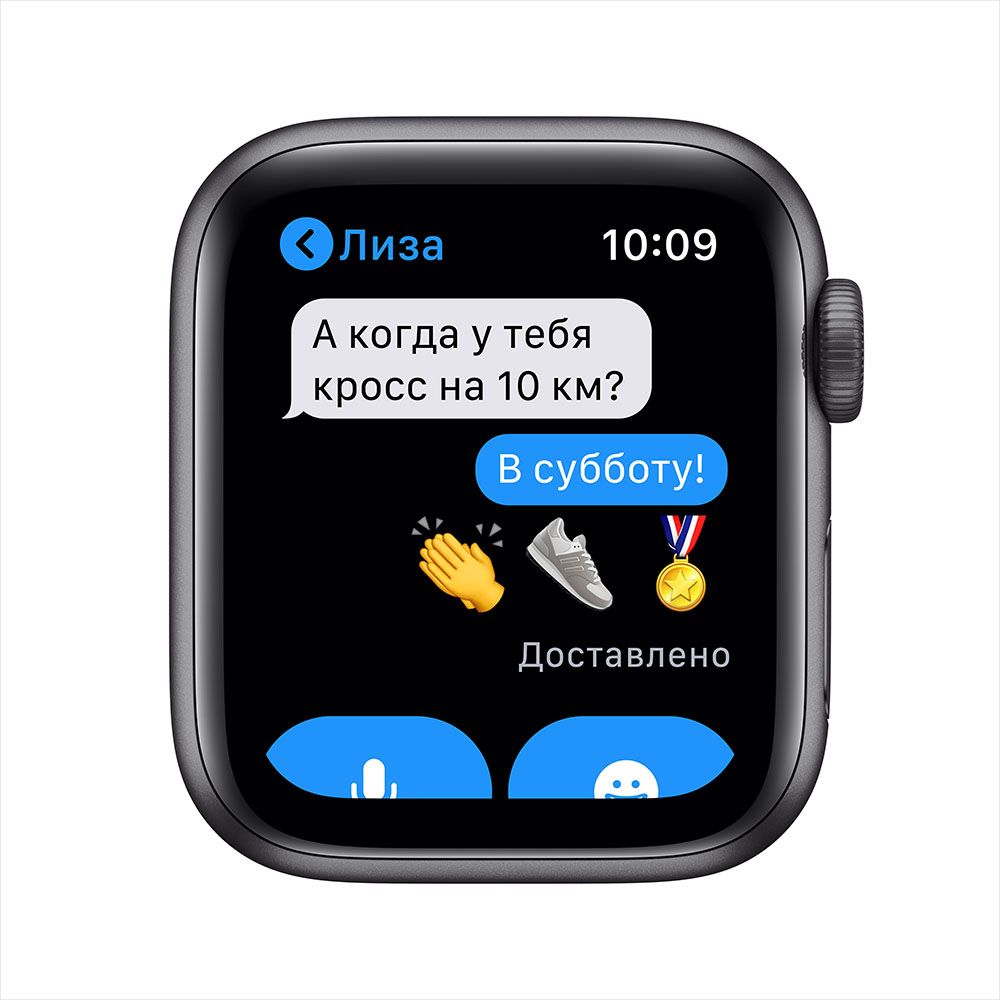 Лиза
10:09
А когда у тебя
кросс на 10 км?
В субботу!
Доставлено